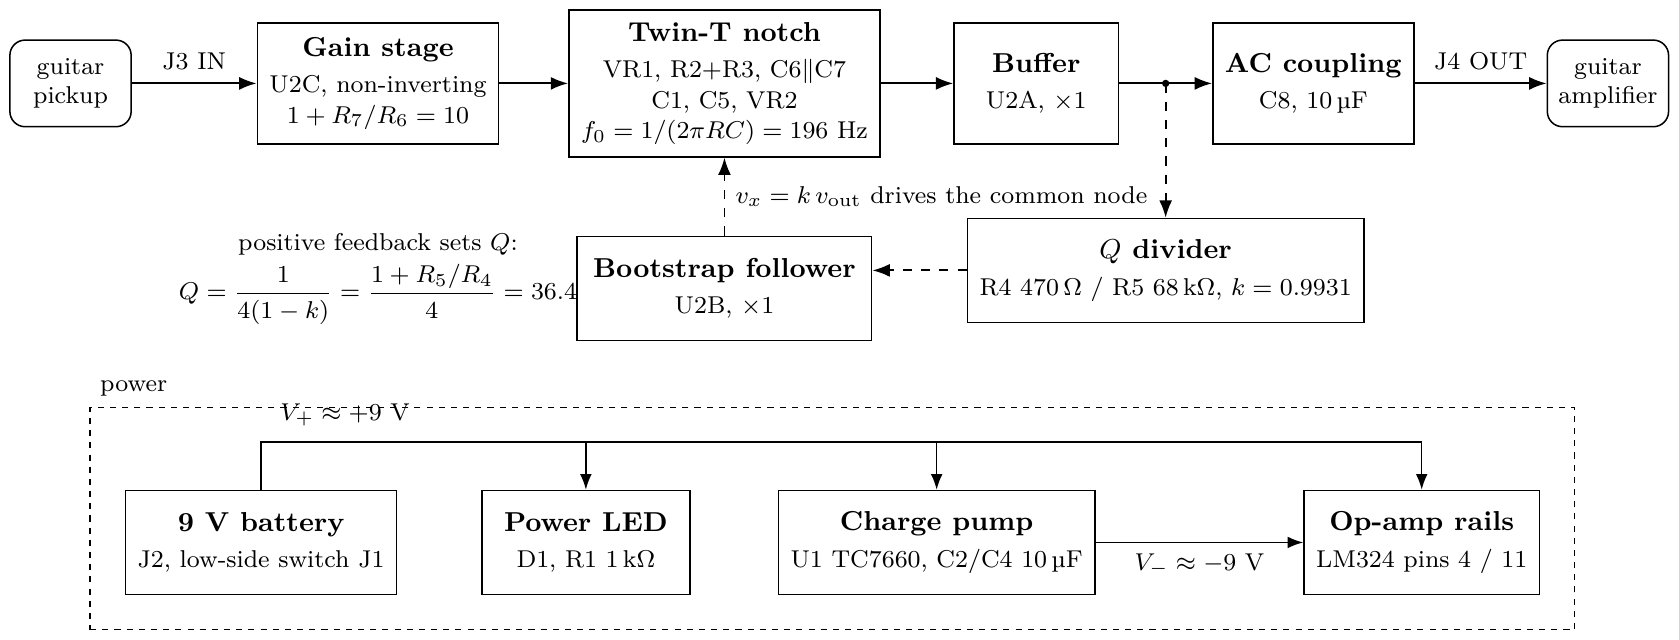 guitar
pickup
J3 IN
Gain stage
U2C, non-inverting
1 + R₇/R₆ = 10
Twin-T notch
VR1, R2+R3, C6∥C7
C1, C5, VR2
f₀ = 1/(2πRC) = 196 Hz
Buffer
U2A, ×1
AC coupling
C8, 10 µF
J4 OUT
guitar
amplifier
vₓ = k v_out drives the common node
positive feedback sets Q:
Q = 1/(4(1 − k)) = (1 + R₅/R₄)/4 = 36.4
Bootstrap follower
U2B, ×1
Q divider
R4 470 Ω / R5 68 kΩ, k = 0.9931
power
V₊ ≈ +9 V
9 V battery
J2, low-side switch J1
Power LED
D1, R1 1 kΩ
Charge pump
U1 TC7660, C2/C4 10 µF
V₋ ≈ −9 V
Op-amp rails
LM324 pins 4 / 11